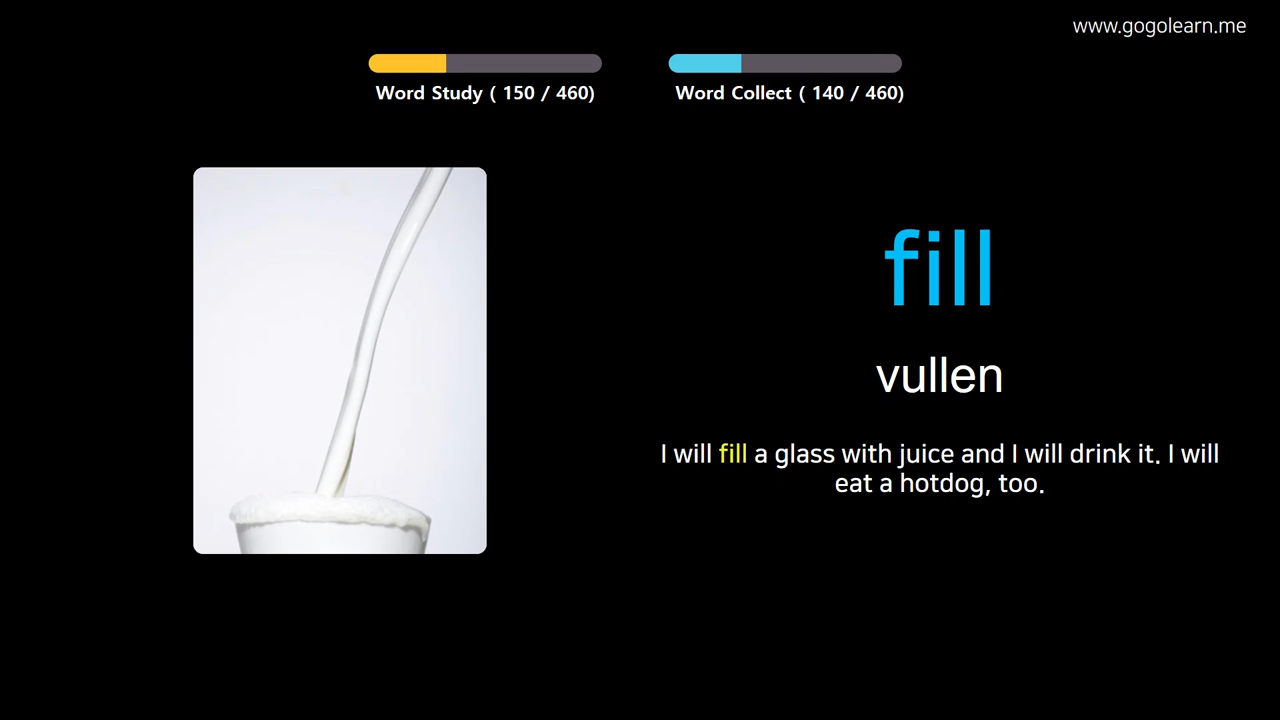 www.gogolearn.me
Word Study ( 150 / 460)
Word Collect ( 140 / 460)
fill
vullen
I will fill a glass with juice and I will drink it. I will
eat a hotdog, too.